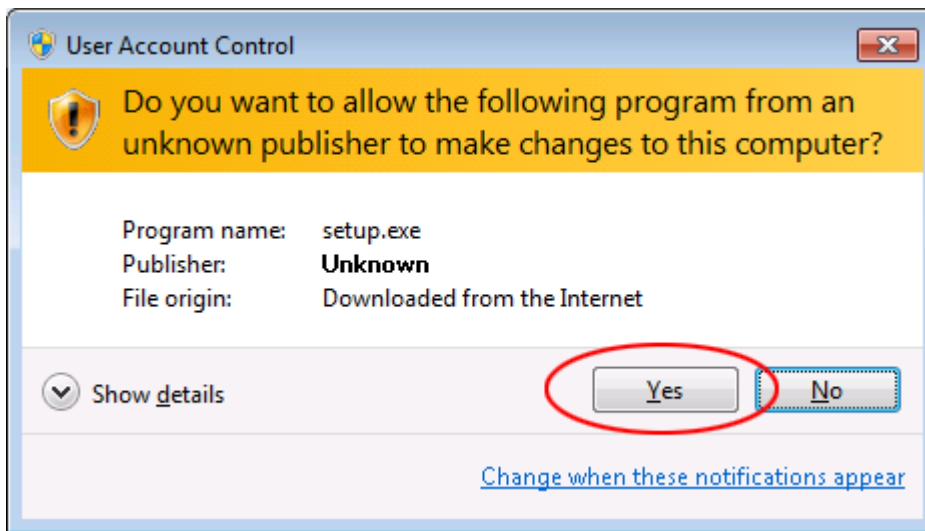 User Account Control
Do you want to allow the following program from an
unknown publisher to make changes to this computer?
Program name: setup.exe
Publisher: Unknown
File origin: Downloaded from the Internet
Show details Yes No
Change when these notifications appear